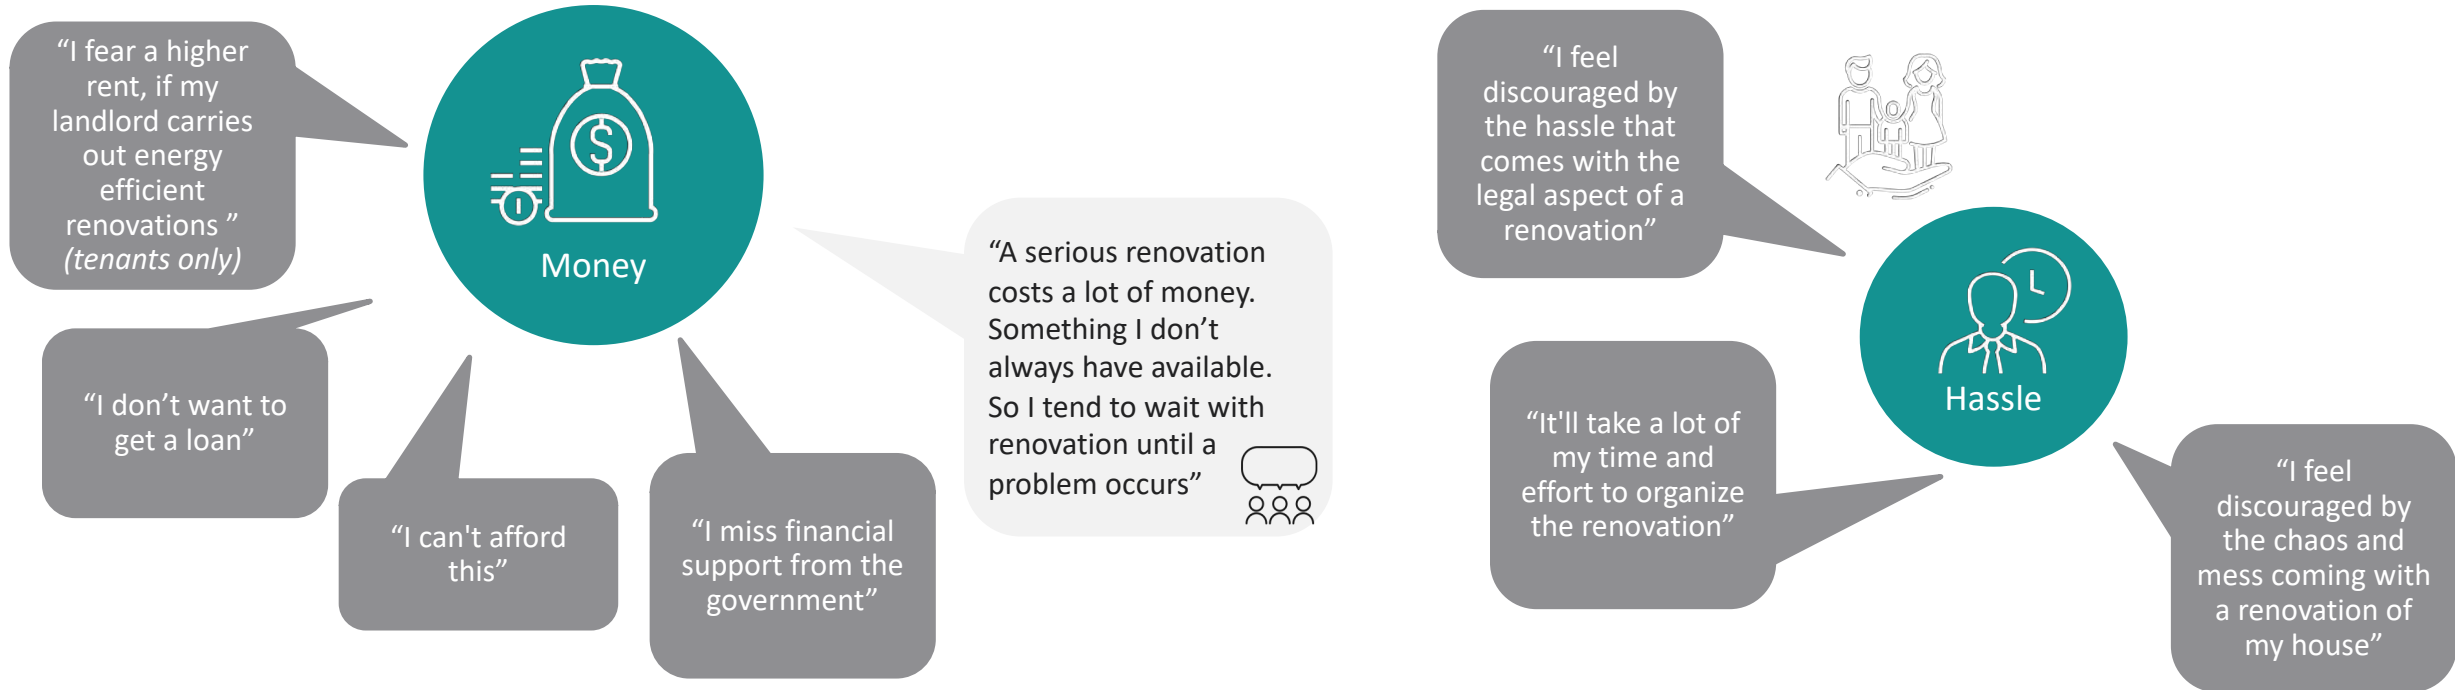 “I fear a higher
rent, if my
landlord carries
out energy
efficient
renovations ”
(tenants only)
$
Money
“I don’t want to
get a loan”
“I can't afford
this”
“I miss financial
support from the
government”
“A serious renovation
costs a lot of money.
Something I don’t
always have available.
So I tend to wait with
renovation until a
problem occurs”
“I feel
discouraged by
the hassle that
comes with the
legal aspect of a
renovation”
Hassle
“It'll take a lot of
my time and
effort to organize
the renovation”
“I feel
discouraged by
the chaos and
mess coming with
a renovation of
my house”